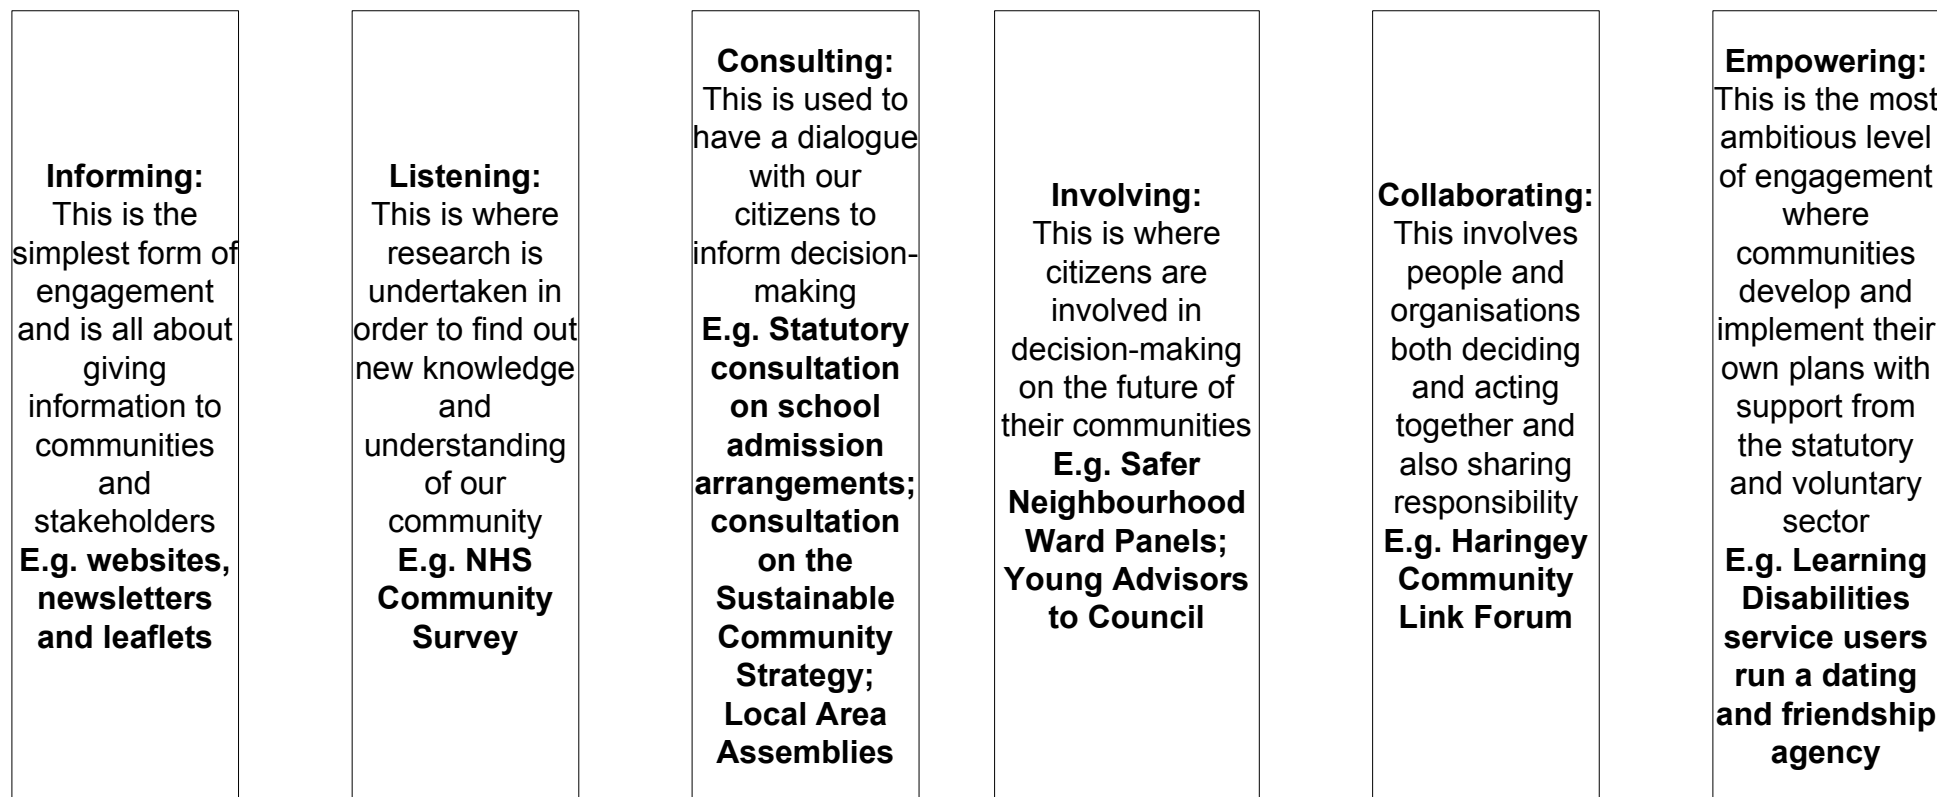 Informing:
This is the
simplest form of
engagement
and is all about
giving
information to
communities
and
stakeholders
E.g. websites,
newsletters
and leaflets
Listening:
This is where
research is
undertaken in
order to find out
new knowledge
and
understanding
of our
community
E.g. NHS
Community
Survey
Consulting:
This is used to
have a dialogue
with our
citizens to
inform decision-
making
E.g. Statutory
consultation
on school
admission
arrangements;
consultation
on the
Sustainable
Community
Strategy;
Local Area
Assemblies
Involving:
This is where
citizens are
involved in
decision-making
on the future of
their communities
E.g. Safer
Neighbourhood
Ward Panels;
Young Advisors
to Council
Collaborating:
This involves
people and
organisations
both deciding
and acting
together and
also sharing
responsibility
E.g. Haringey
Community
Link Forum
Empowering:
This is the most
ambitious level
of engagement
where
communities
develop and
implement their
own plans with
support from
the statutory
and voluntary
sector
E.g. Learning
Disabilities
service users
run a dating
and friendship
agency